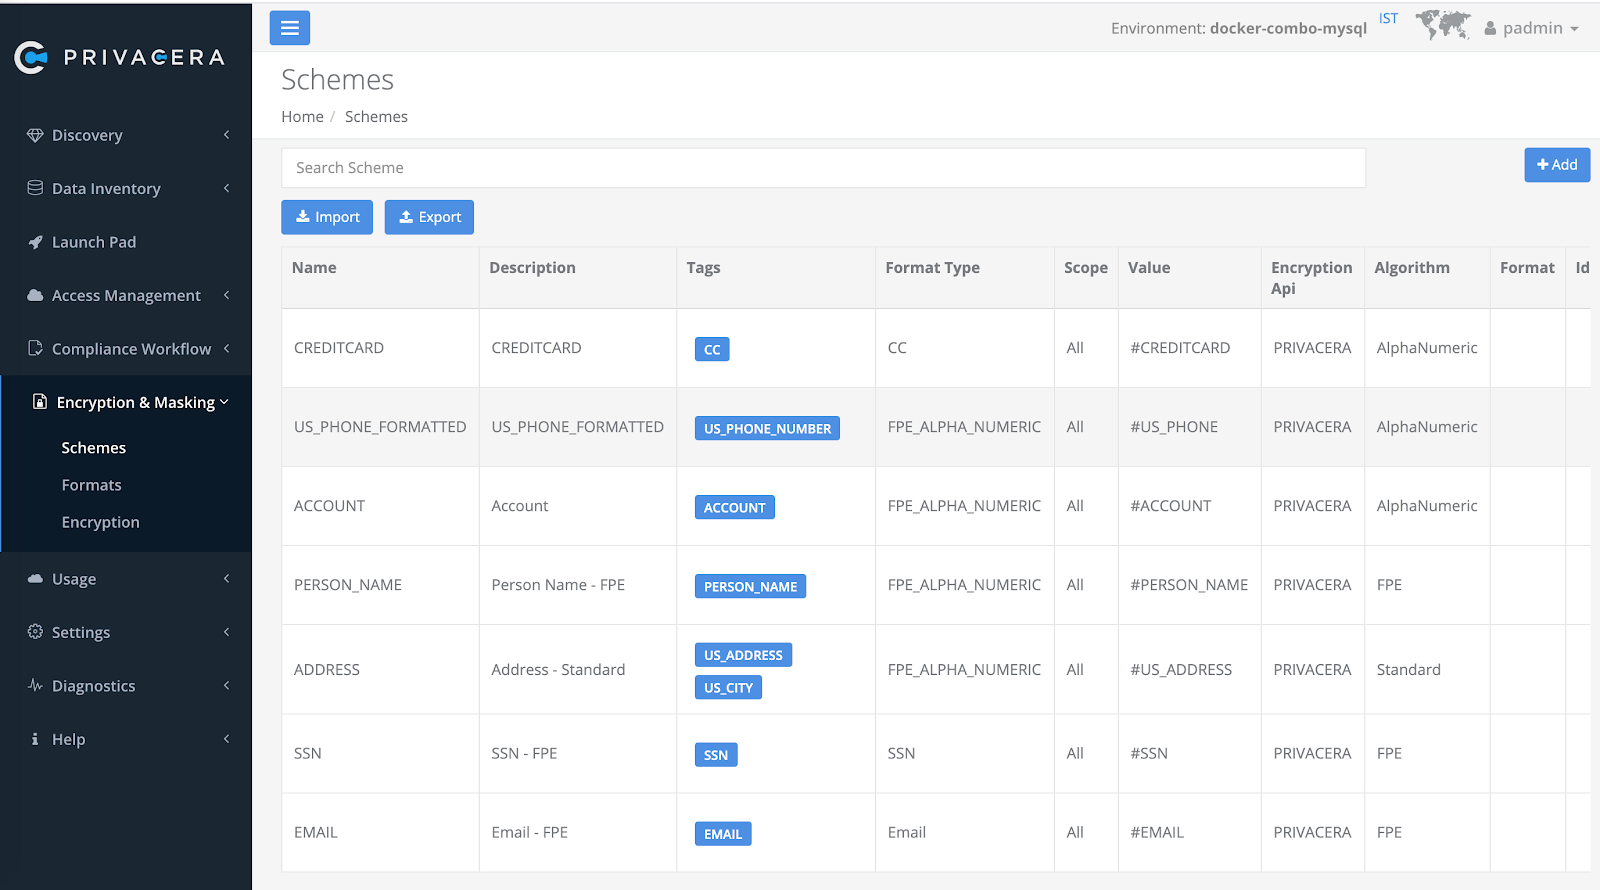 PRIVACERA
Environment: docker-combo-mysql IST padmin
Discovery
Data Inventory
Launch Pad
Access Management
Compliance Workflow
Encryption & Masking
Schemes
Formats
Encryption
Usage
Settings
Diagnostics
Help
Schemes
Home / Schemes
Search Scheme
Add
Import Export
Name Description Tags Format Type Scope Value Encryption Api Algorithm Format Id
CREDITCARD CREDITCARD CC CC All #CREDITCARD PRIVACERA AlphaNumeric
US_PHONE_FORMATTED US_PHONE_FORMATTED US_PHONE_NUMBER FPE_ALPHA_NUMERIC All #US_PHONE PRIVACERA AlphaNumeric
ACCOUNT Account ACCOUNT FPE_ALPHA_NUMERIC All #ACCOUNT PRIVACERA AlphaNumeric
PERSON_NAME Person Name - FPE PERSON_NAME FPE_ALPHA_NUMERIC All #PERSON_NAME PRIVACERA FPE
ADDRESS Address - Standard US_ADDRESS US_CITY FPE_ALPHA_NUMERIC All #US_ADDRESS PRIVACERA Standard
SSN SSN - FPE SSN SSN All #SSN PRIVACERA FPE
EMAIL Email - FPE EMAIL Email All #EMAIL PRIVACERA FPE